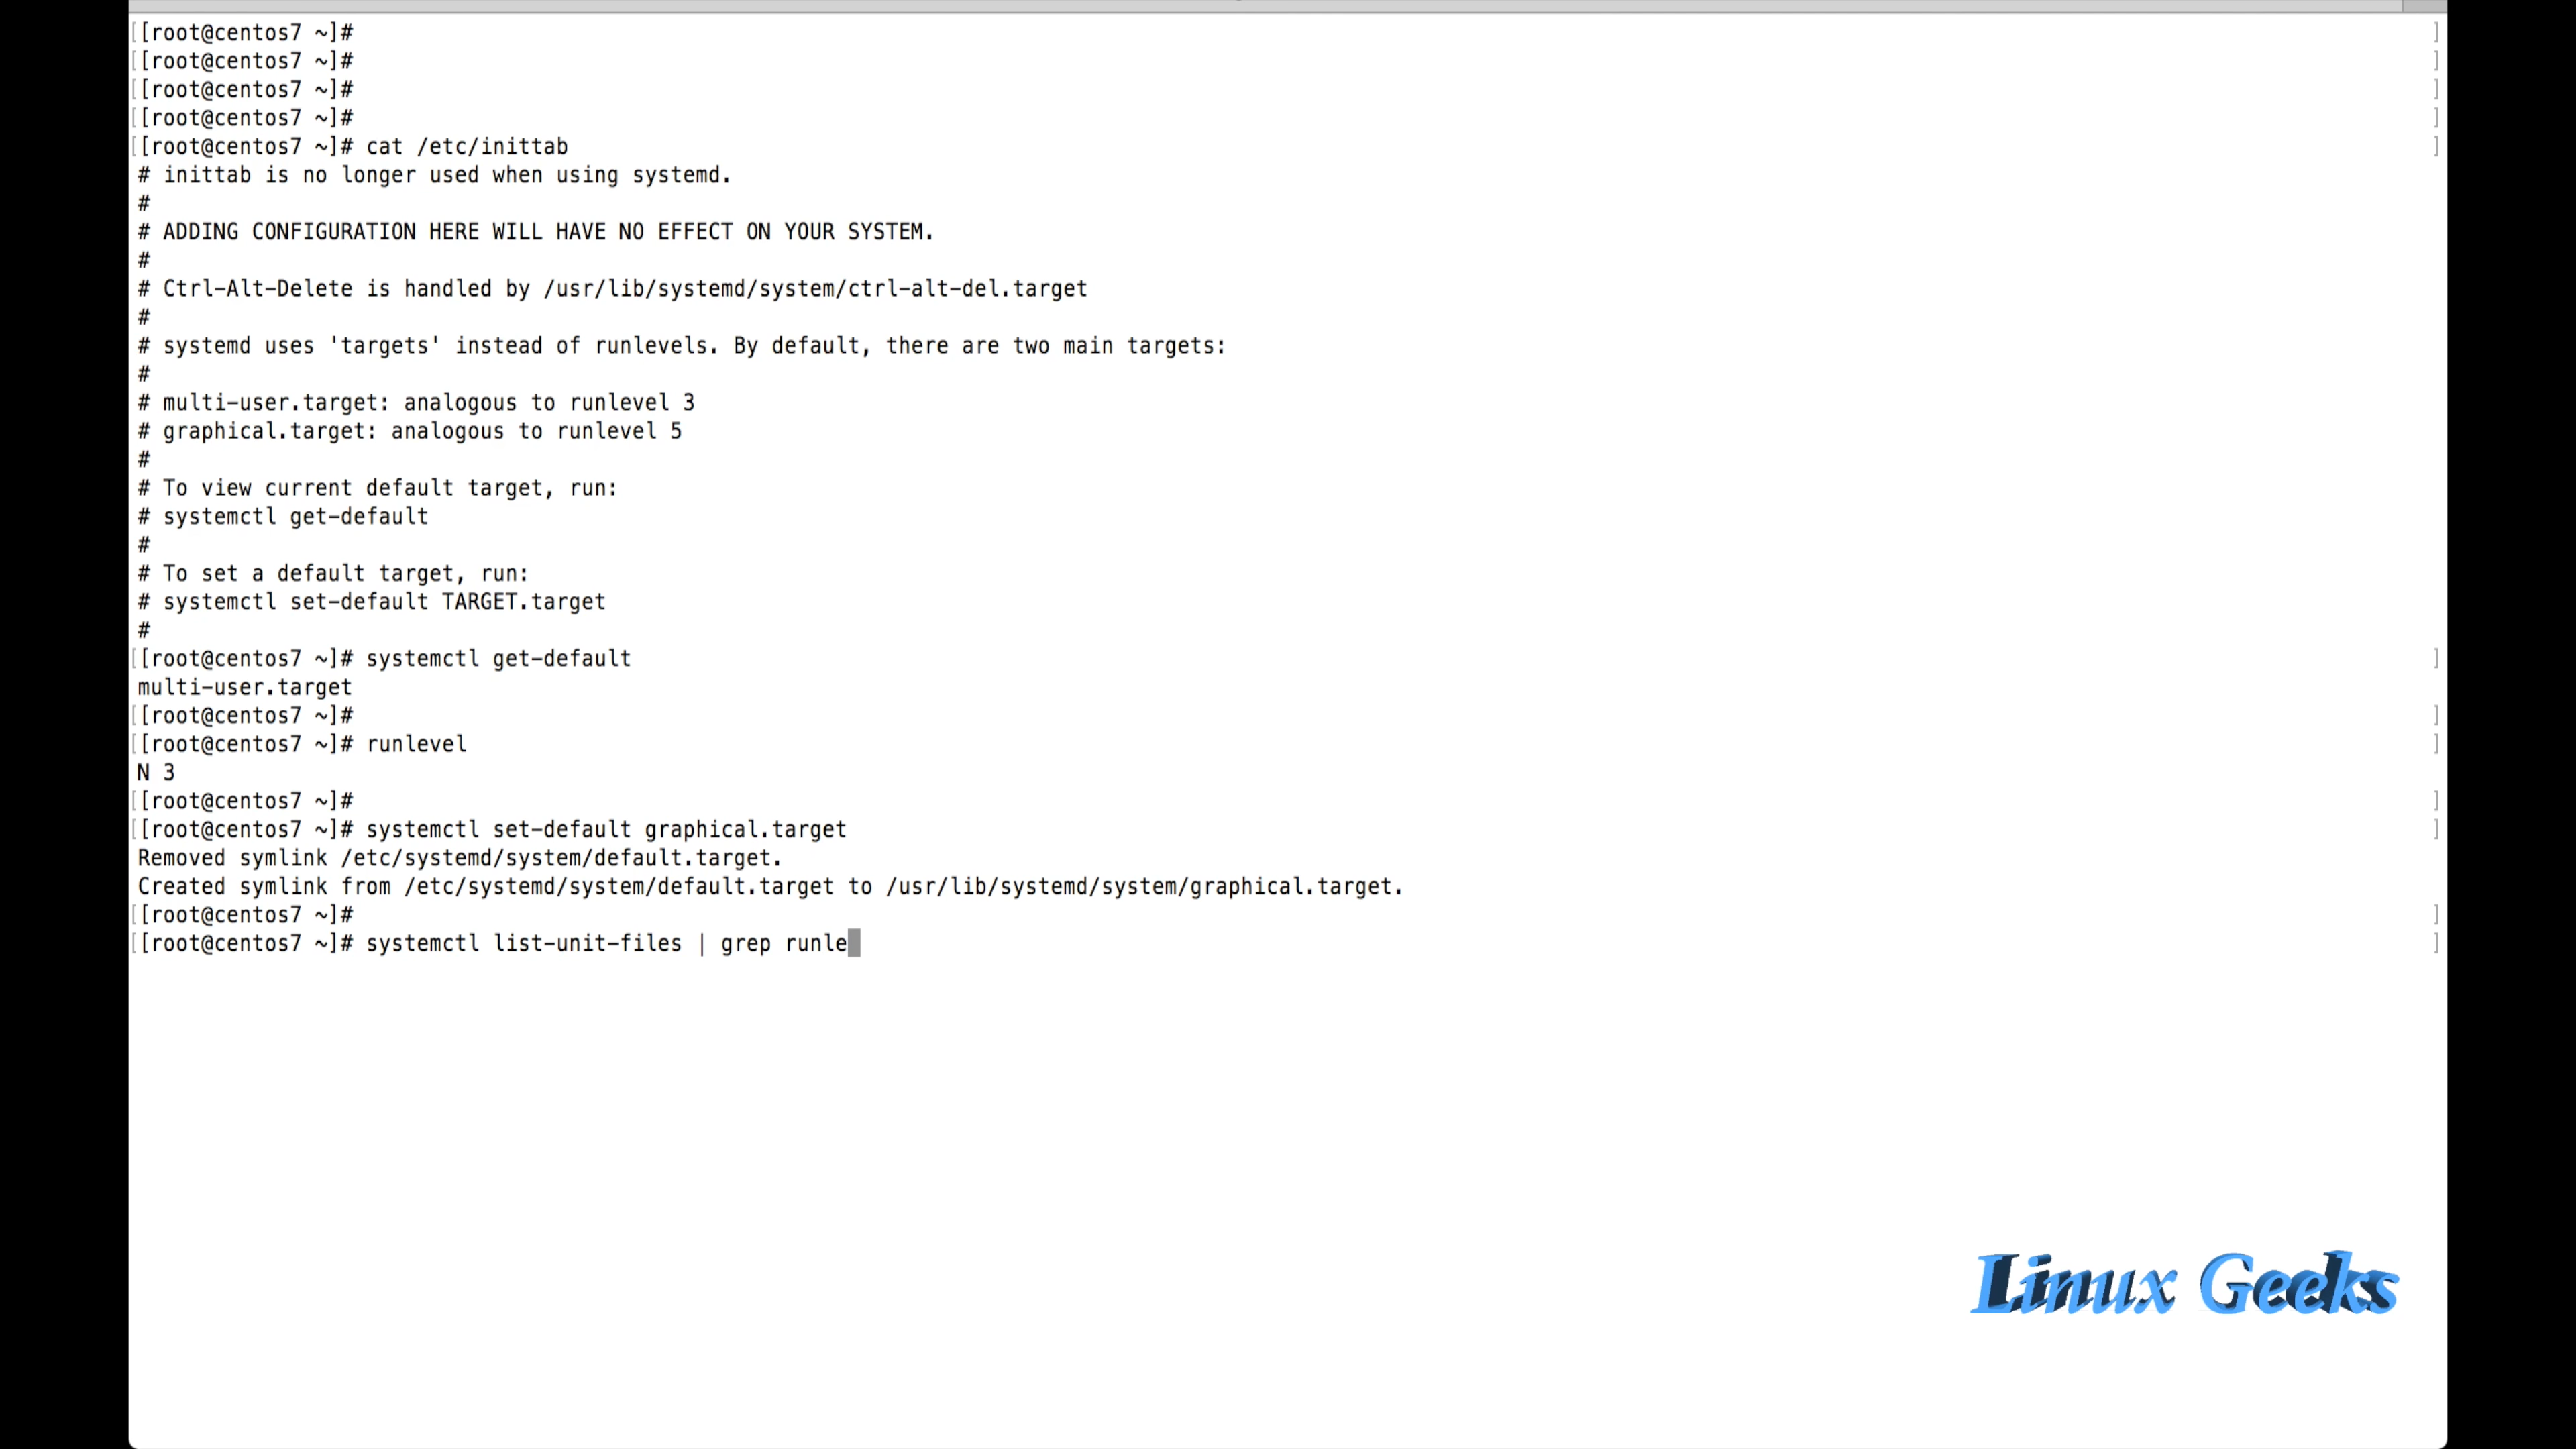 [[root@centos7 ~]# ]
[[root@centos7 ~]# ]
[[root@centos7 ~]# ]
[[root@centos7 ~]# ]
[[root@centos7 ~]# cat /etc/inittab ]
# inittab is no longer used when using systemd.
#
# ADDING CONFIGURATION HERE WILL HAVE NO EFFECT ON YOUR SYSTEM.
#
# Ctrl-Alt-Delete is handled by /usr/lib/systemd/system/ctrl-alt-del.target
#
# systemd uses 'targets' instead of runlevels. By default, there are two main targets:
#
# multi-user.target: analogous to runlevel 3
# graphical.target: analogous to runlevel 5
#
# To view current default target, run:
# systemctl get-default
#
# To set a default target, run:
# systemctl set-default TARGET.target
#
[[root@centos7 ~]# systemctl get-default ]
multi-user.target
[[root@centos7 ~]# ]
[[root@centos7 ~]# runlevel ]
N 3
[[root@centos7 ~]# ]
[[root@centos7 ~]# systemctl set-default graphical.target ]
Removed symlink /etc/systemd/system/default.target.
Created symlink from /etc/systemd/system/default.target to /usr/lib/systemd/system/graphical.target.
[[root@centos7 ~]# ]
[[root@centos7 ~]# systemctl list-unit-files | grep runle ]
Linux Geeks